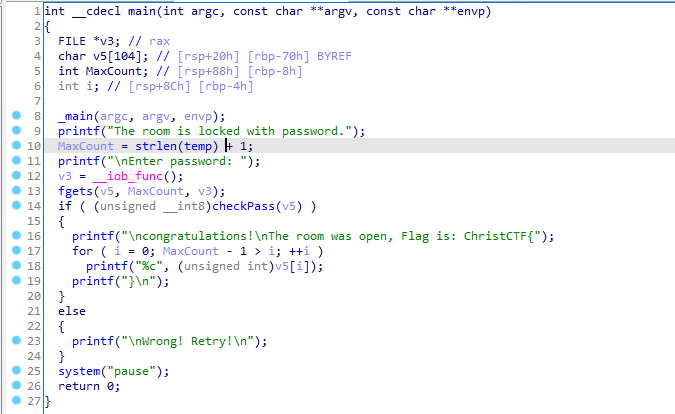 1 int __cdecl main(int argc, const char **argv, const char **envp)
2 {
3   FILE *v3; // rax
4   char v5[104]; // [rsp+20h] [rbp-70h] BYREF
5   int MaxCount; // [rsp+88h] [rbp-8h]
6   int i; // [rsp+8Ch] [rbp-4h]
7
8   _main(argc, argv, envp);
9   printf("The room is locked with password.");
10   MaxCount = strlen(temp) + 1;
11   printf("\nEnter password: ");
12   v3 = __iob_func();
13   fgets(v5, MaxCount, v3);
14   if ( (unsigned __int8)checkPass(v5) )
15   {
16     printf("\ncongratulations!\nThe room was open, Flag is: ChristCTF{");
17     for ( i = 0; MaxCount - 1 > i; ++i )
18       printf("%c", (unsigned int)v5[i]);
19     printf("}\n");
20   }
21   else
22   {
23     printf("\nWrong! Retry!\n");
24   }
25   system("pause");
26   return 0;
27 }